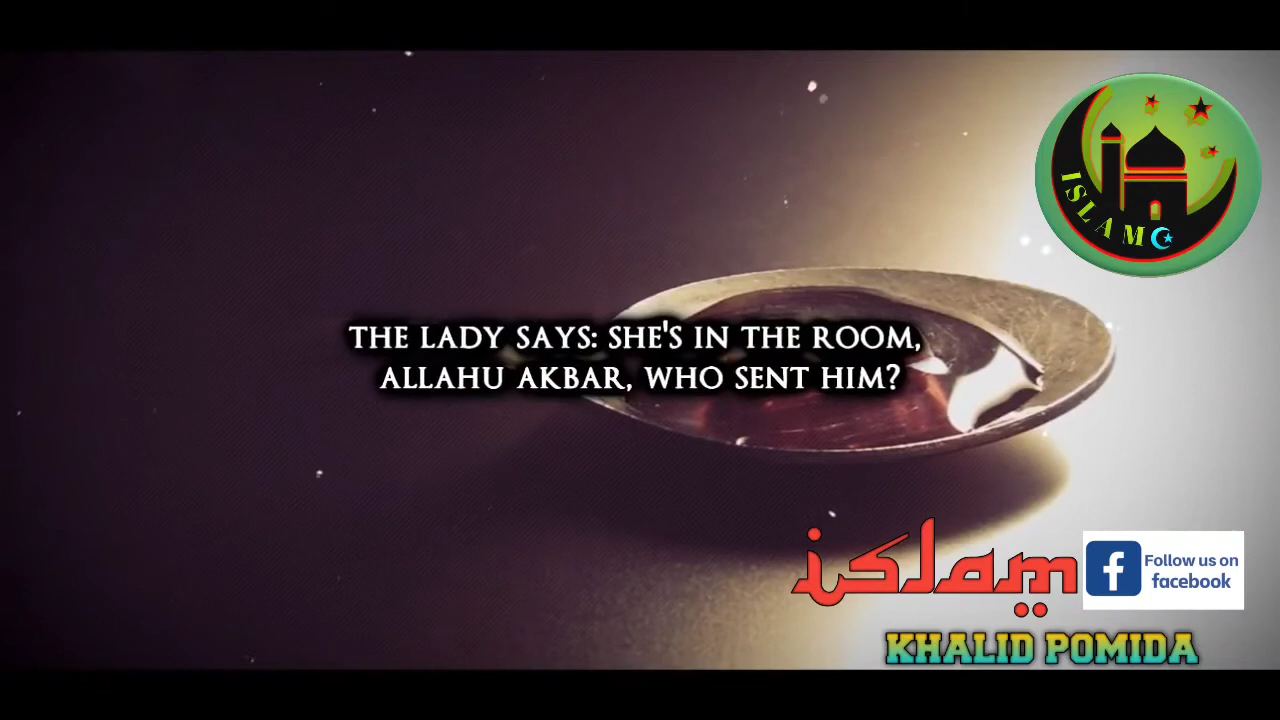 THE LADY SAYS: SHE'S IN THE ROOM,
ALLAHU AKBAR, WHO SENT HIM?
ISLAM
islam
Follow us on
facebook
KHALID POMIDA